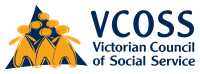 VCOSS
Victorian Council
of Social Service